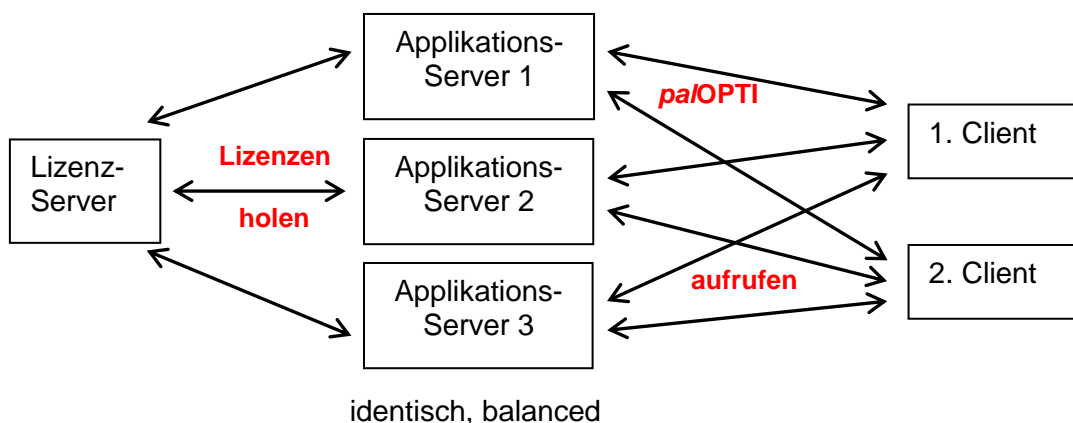 Applikations-
Server 1
palOPTI
1. Client
Lizenz-
Server
Lizenzen
holen
Applikations-
Server 2
aufrufen
2. Client
Applikations-
Server 3
identisch, balanced